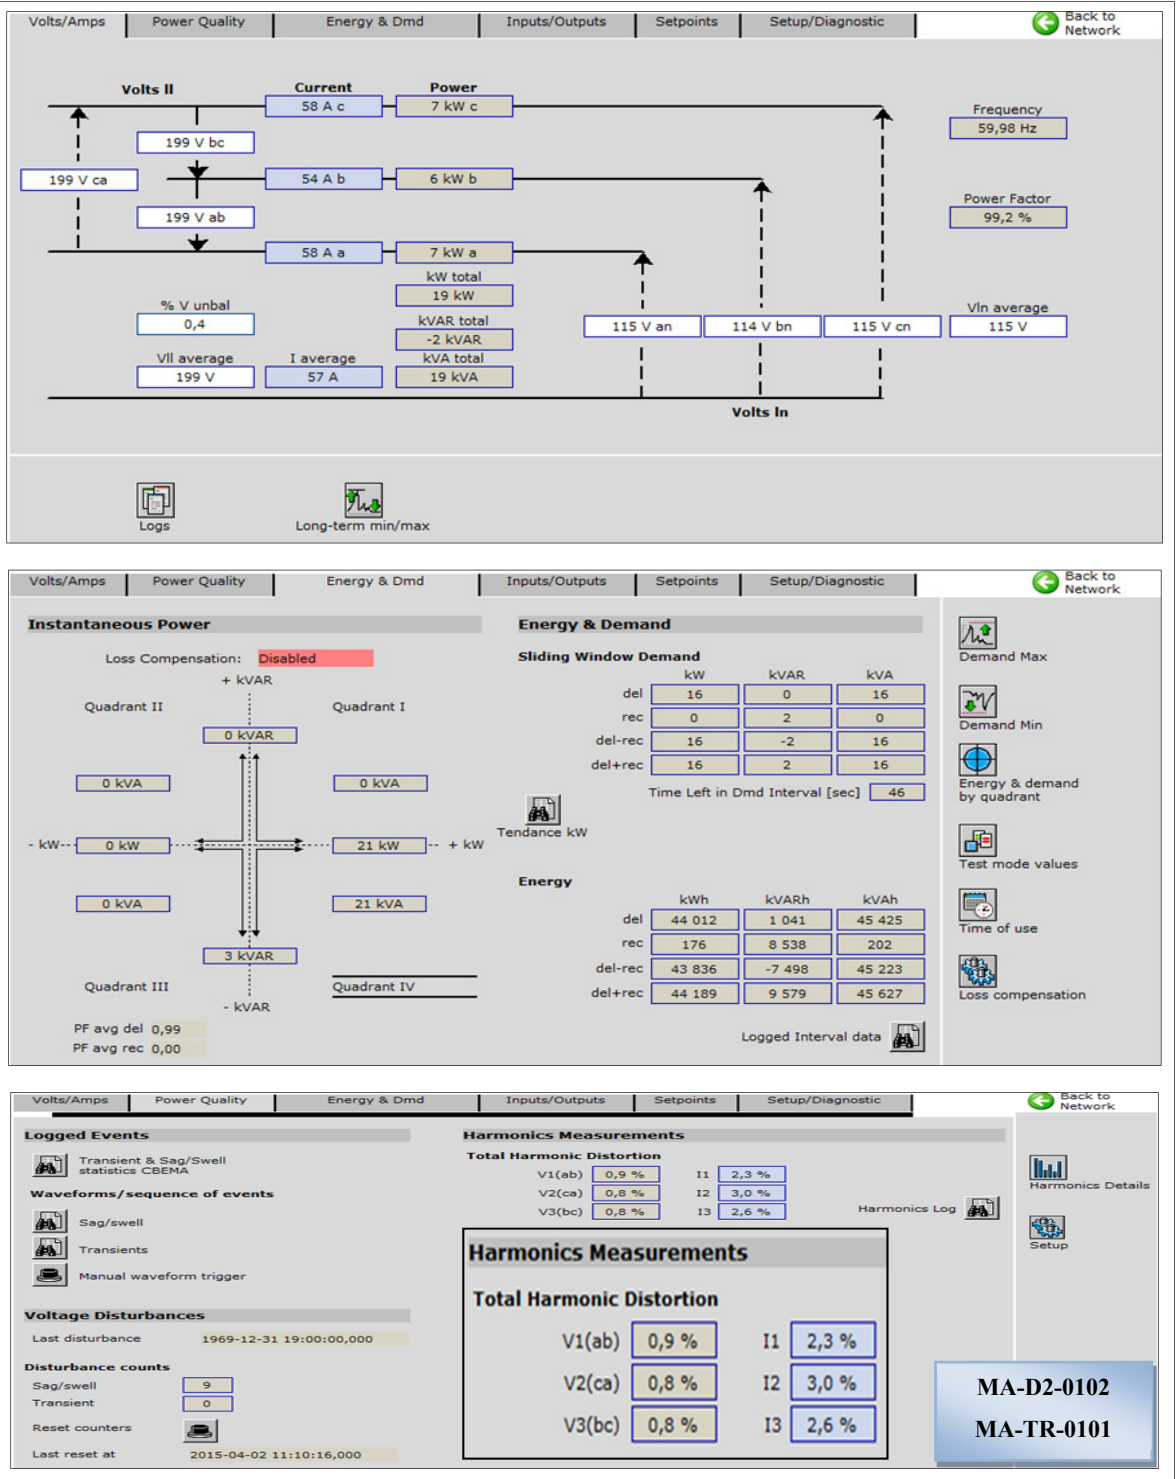 Volts/Amps Power Quality Energy & Dmd Inputs/Outputs Setpoints Setup/Diagnostic Back to
Network
Volts ll Current Power
58 A c 7 kW c
Frequency
59,98 Hz
199 V bc
199 V ca 54 A b 6 kW b
Power Factor
99,2 %
199 V ab
58 A a 7 kW a
kW total
19 kW
% V unbal
0,4
kVAR total
-2 kVAR
Vln average
115 V an 114 V bn 115 V cn 115 V
Vll average I average kVA total
199 V 57 A 19 kVA
Volts ln
Logs Long-term min/max
Volts/Amps Power Quality Energy & Dmd Inputs/Outputs Setpoints Setup/Diagnostic Back to
Network
Instantaneous Power
Loss Compensation: Disabled
+ kVAR
Quadrant II Quadrant I
0 kVAR
0 kVA 0 kVA
- kW 0 kW 21 kW + kW
0 kVA 21 kVA
3 kVAR
Quadrant III Quadrant IV
- kVAR
PF avg del 0,99
PF avg rec 0,00
Energy & Demand
Sliding Window Demand
kW kVAR kVA
del 16 0 16
rec 0 2 0
del-rec 16 -2 16
del+rec 16 2 16
Time Left in Dmd Interval [sec] 46
Tendance kW
Energy
kWh kVARh kVAh
del 44 012 1 041 45 425
rec 176 8 538 202
del-rec 43 836 -7 498 45 223
del+rec 44 189 9 579 45 627
Logged Interval data
Demand Max
Demand Min
Energy & demand
by quadrant
Test mode values
Time of use
Loss compensation
Volts/Amps Power Quality Energy & Dmd Inputs/Outputs Setpoints Setup/Diagnostic Back to
Network
Logged Events
Transient & Sag/Swell
statistics CBEMA
Waveforms/sequence of events
Sag/swell
Transients
Manual waveform trigger
Voltage Disturbances
Last disturbance 1969-12-31 19:00:00,000
Disturbance counts
Sag/swell 9
Transient 0
Reset counters
Last reset at 2015-04-02 11:10:16,000
Harmonics Measurements
Total Harmonic Distortion
V1(ab) 0,9 % I1 2,3 %
V2(ca) 0,8 % I2 3,0 %
V3(bc) 0,8 % I3 2,6 %
Harmonics Log
Harmonics Details
Setup
Harmonics Measurements
Total Harmonic Distortion
V1(ab) 0,9 % I1 2,3 %
V2(ca) 0,8 % I2 3,0 %
V3(bc) 0,8 % I3 2,6 %
MA-D2-0102
MA-TR-0101